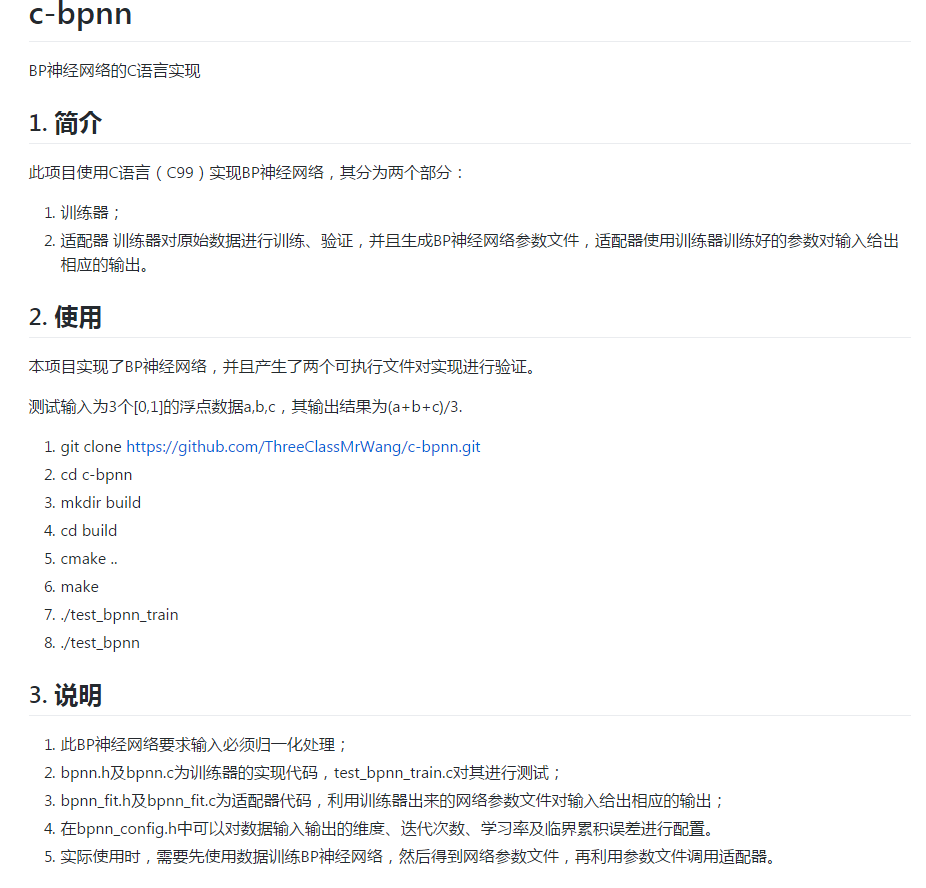 c-bpnn
BP神经网络的C语言实现
1. 简介
此项目使用C语言（C99）实现BP神经网络，其分为两个部分：
1. 训练器；
2. 适配器 训练器对原始数据进行训练、验证，并且生成BP神经网络参数文件，适配器使用训练器训练好的参数对输入给出
相应的输出。
2. 使用
本项目实现了BP神经网络，并且产生了两个可执行文件对实现进行验证。
测试输入为3个[0,1]的浮点数据a,b,c，其输出结果为(a+b+c)/3.
1. git clone https://github.com/ThreeClassMrWang/c-bpnn.git
2. cd c-bpnn
3. mkdir build
4. cd build
5. cmake ..
6. make
7. ./test_bpnn_train
8. ./test_bpnn
3. 说明
1. 此BP神经网络要求输入必须归一化处理；
2. bpnn.h及bpnn.c为训练器的实现代码，test_bpnn_train.c对其进行测试；
3. bpnn_fit.h及bpnn_fit.c为适配器代码，利用训练器出来的网络参数文件对输入给出相应的输出；
4. 在bpnn_config.h中可以对数据输入输出的维度、迭代次数、学习率及临界累积误差进行配置。
5. 实际使用时，需要先使用数据训练BP神经网络，然后得到网络参数文件，再利用参数文件调用适配器。